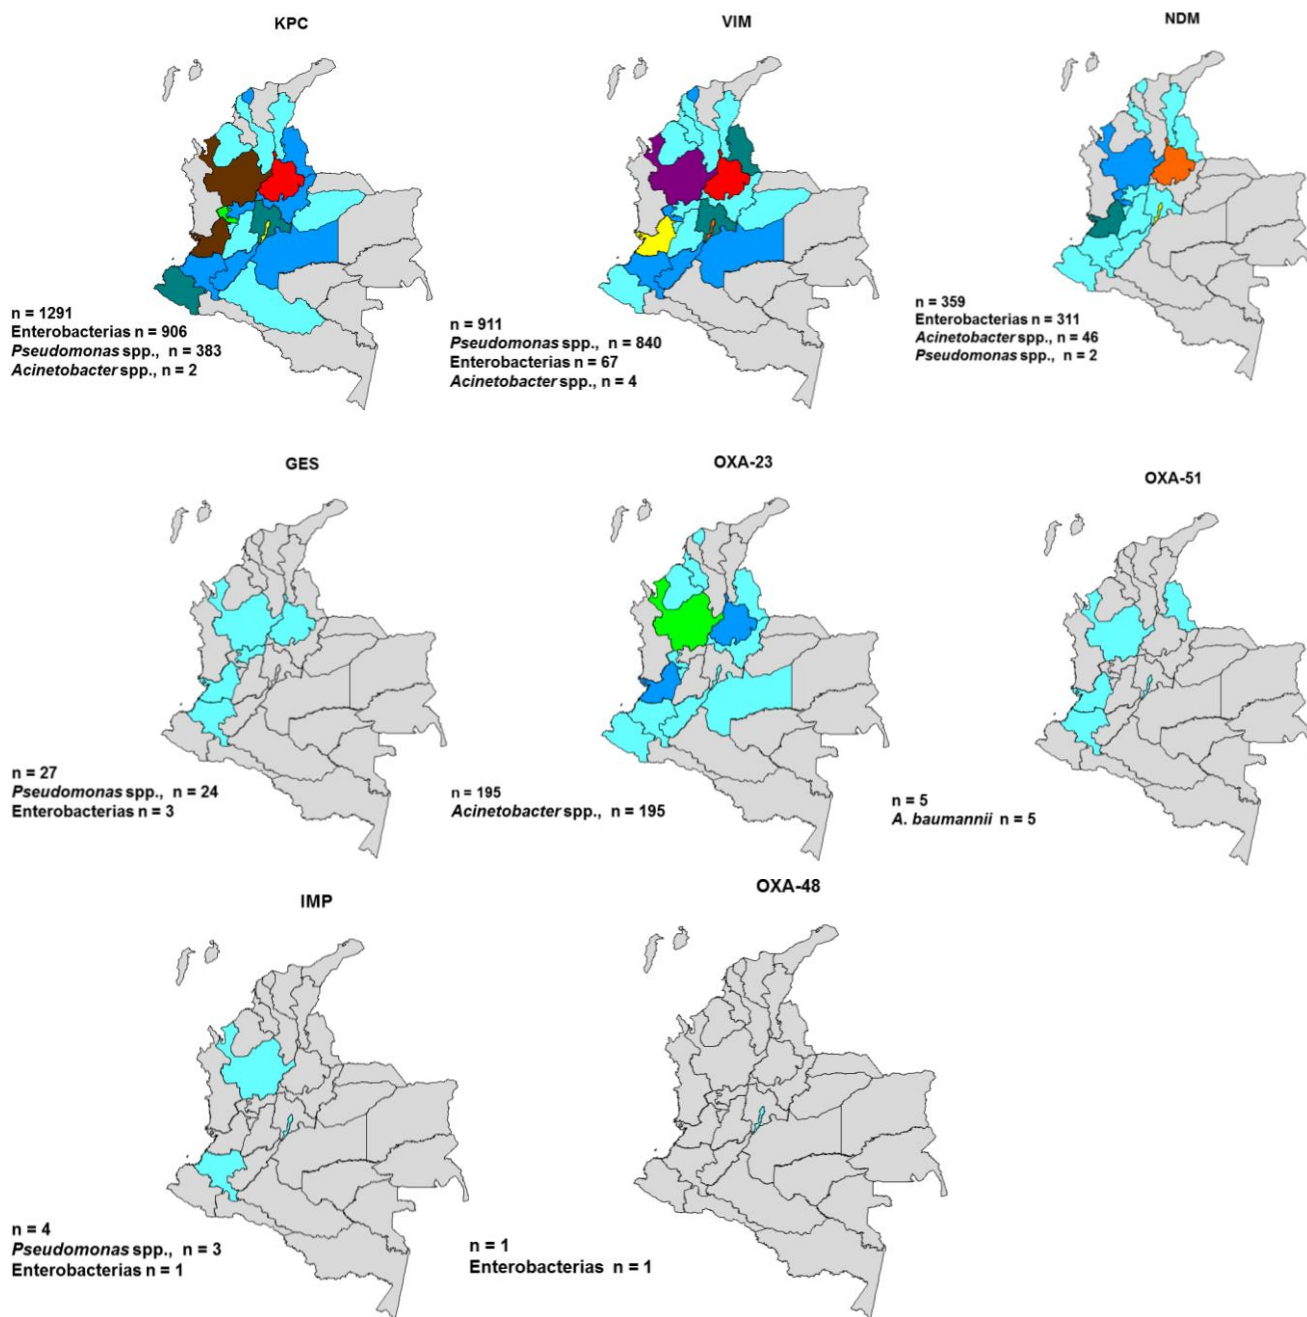 KPC
n = 1291
Enterobacterias n = 906
Pseudomonas spp., n = 383
Acinetobacter spp., n = 2
VIM
n = 911
Pseudomonas spp., n = 840
Enterobacterias n = 67
Acinetobacter spp., n = 4
NDM
n = 359
Enterobacterias n = 311
Acinetobacter spp., n = 46
Pseudomonas spp., n = 2
GES
n = 27
Pseudomonas spp., n = 24
Enterobacterias n = 3
OXA-23
n = 195
Acinetobacter spp., n = 195
OXA-51
n = 5
A. baumannii n = 5
IMP
n = 4
Pseudomonas spp., n = 3
Enterobacterias n = 1
OXA-48
n = 1
Enterobacterias n = 1